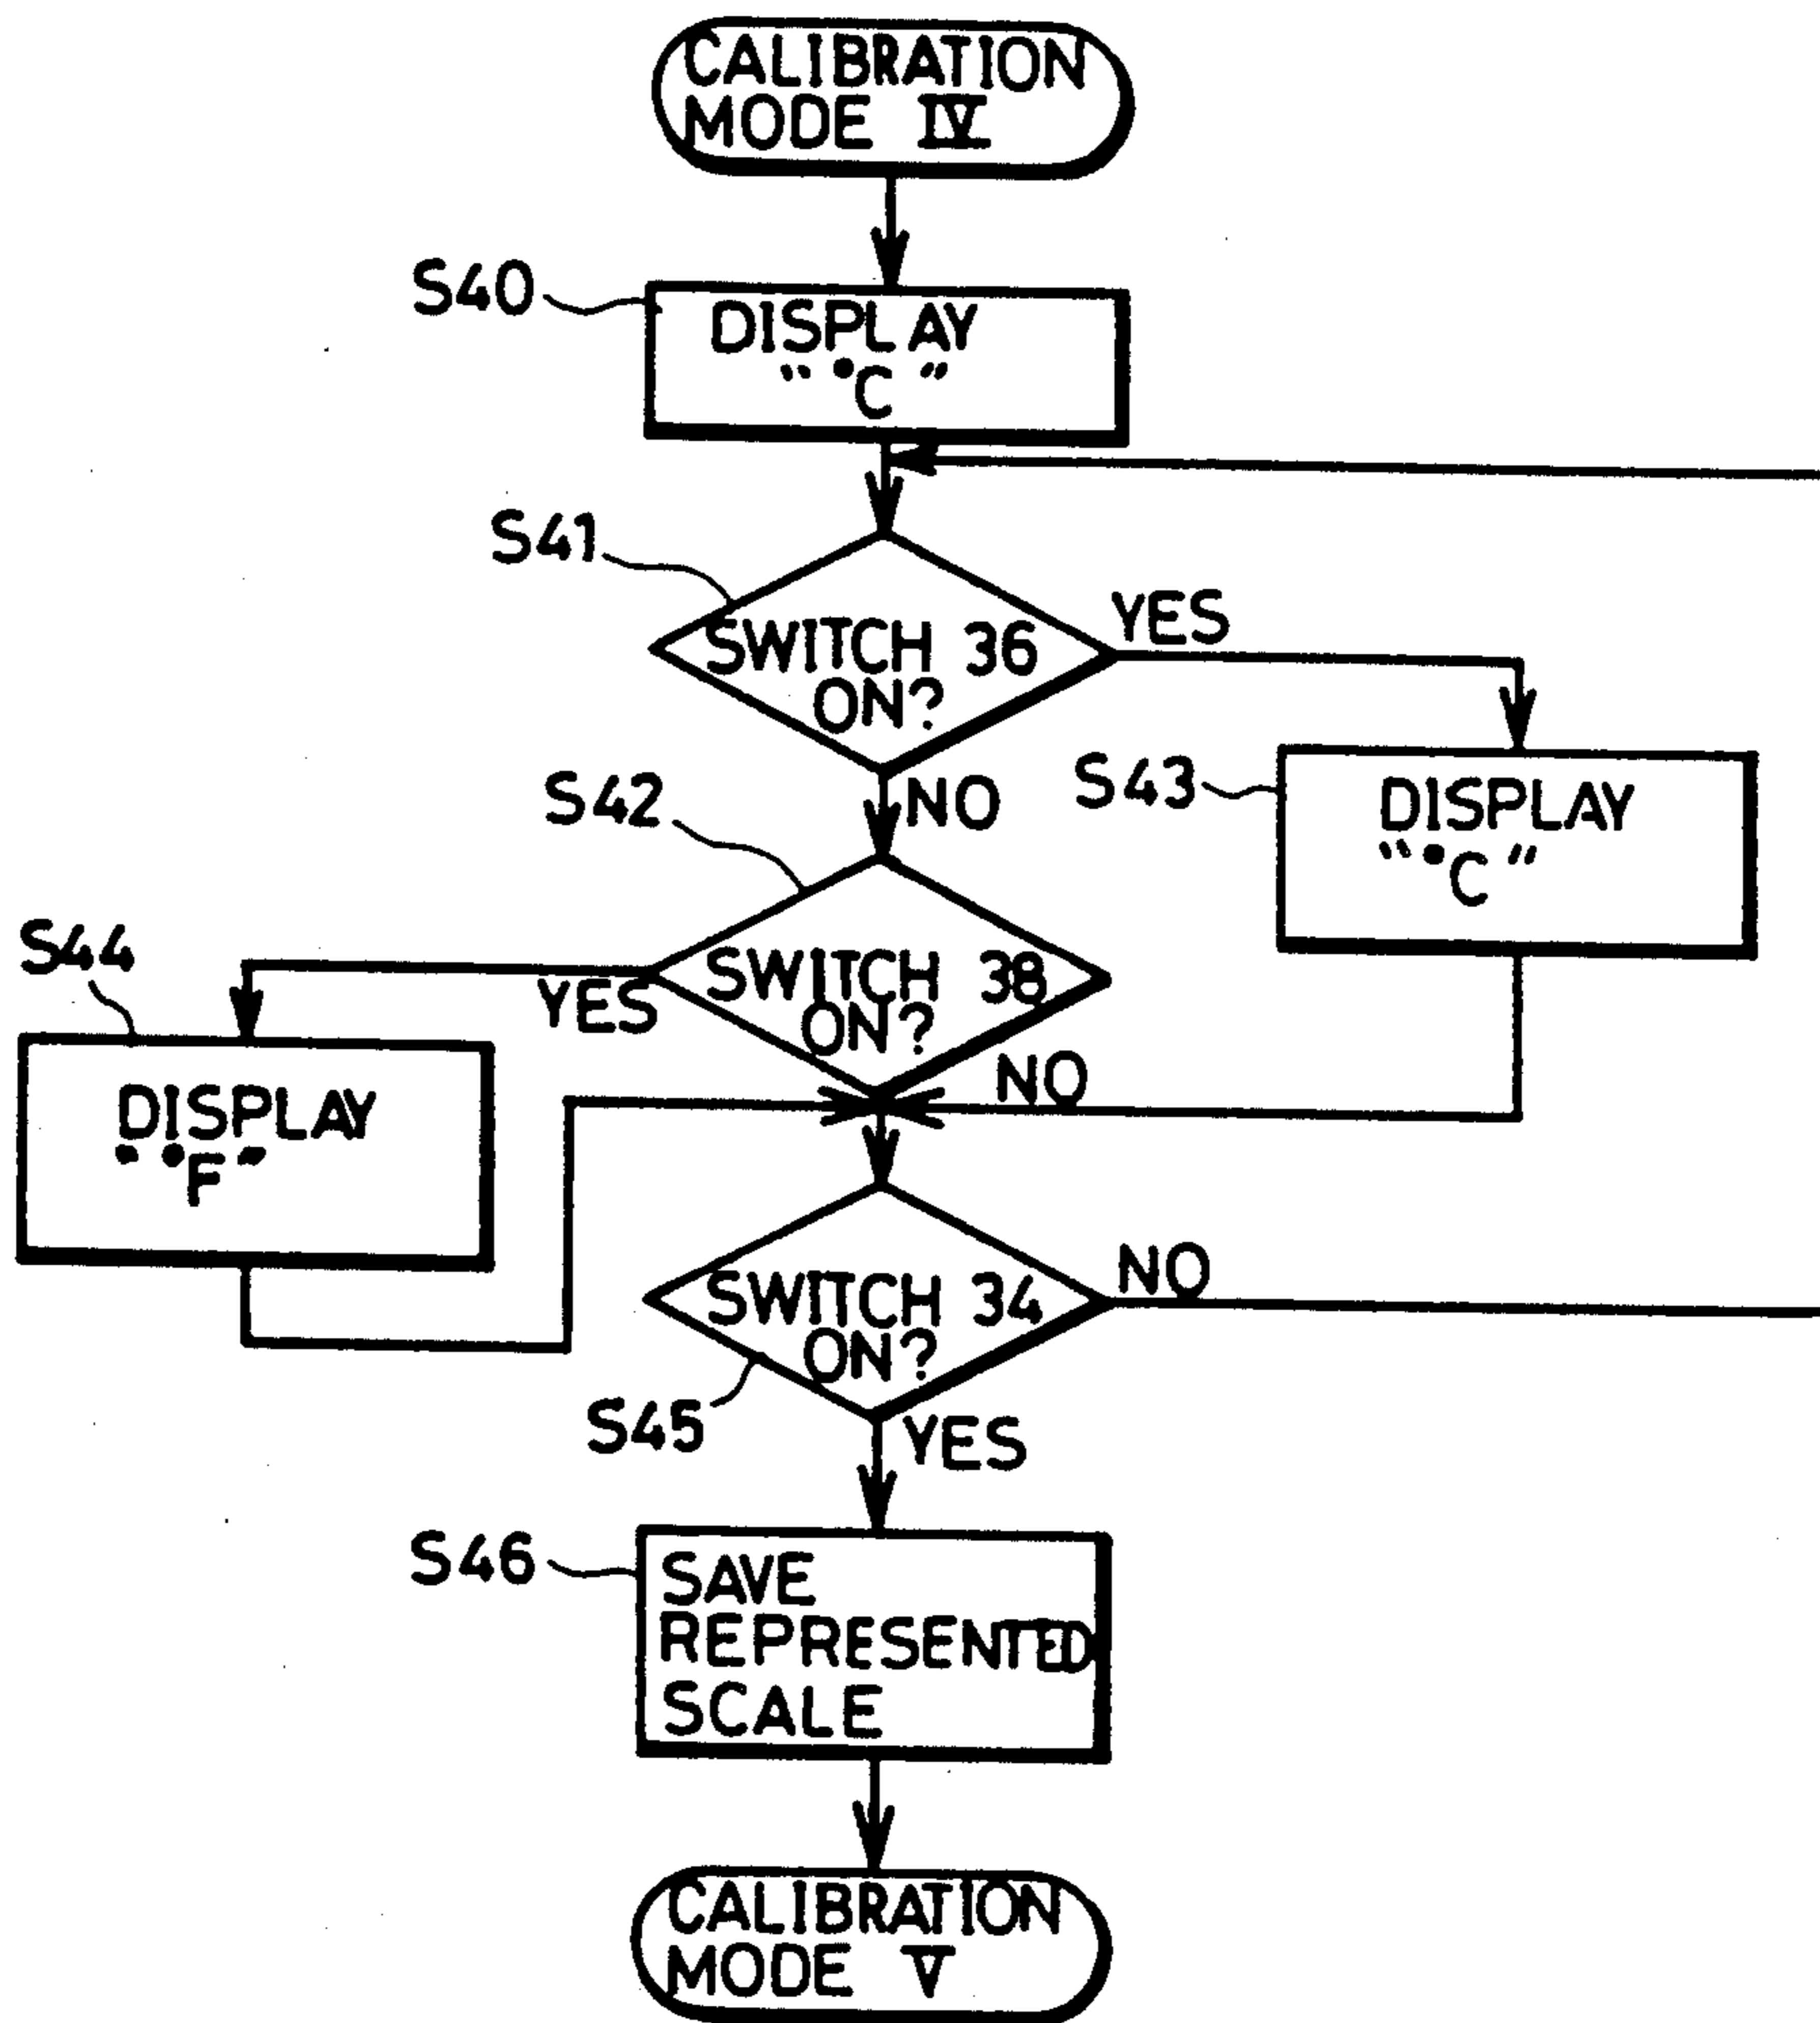 CALIBRATION
MODE IV
S40
DISPLAY
"°C"
S41
SWITCH 36
ON?
YES
NO
S42
S43
DISPLAY
"°C"
S44
SWITCH 38
ON?
YES
NO
DISPLAY
"°F"
SWITCH 34
ON?
NO
S45
YES
S46
SAVE
REPRESENTED
SCALE
CALIBRATION
MODE V